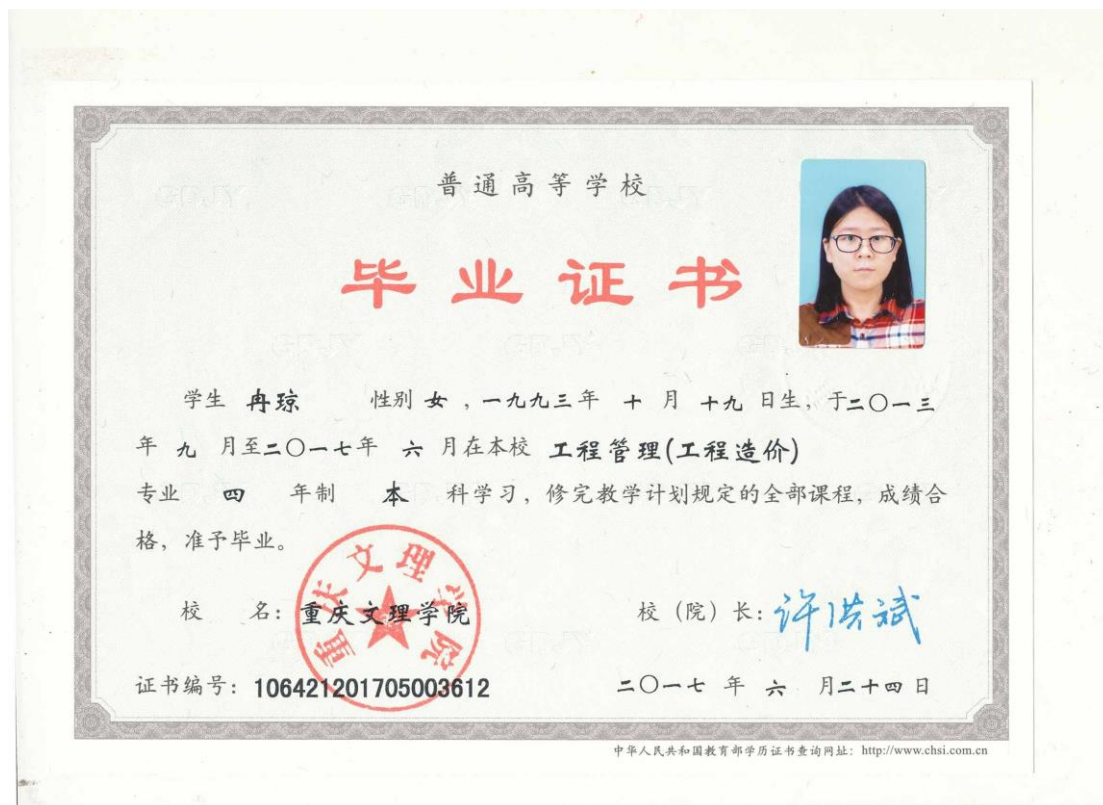 普通高等学校
毕业证书
学生 冉琼 性别 女 ，一九九三年 十 月 十九 日生，于二〇一三
年 九 月至二〇一七年 六 月在本校 工程管理(工程造价)
专业 四 年制 本 科学习，修完教学计划规定的全部课程，成绩合
格，准予毕业。
重庆文理学院
校 名：重庆文理学院
校（院）长：许洪斌
证书编号：106421201705003612
二〇一七 年 六 月二十四日
中华人民共和国教育部学历证书查询网址：http://www.chsi.com.cn